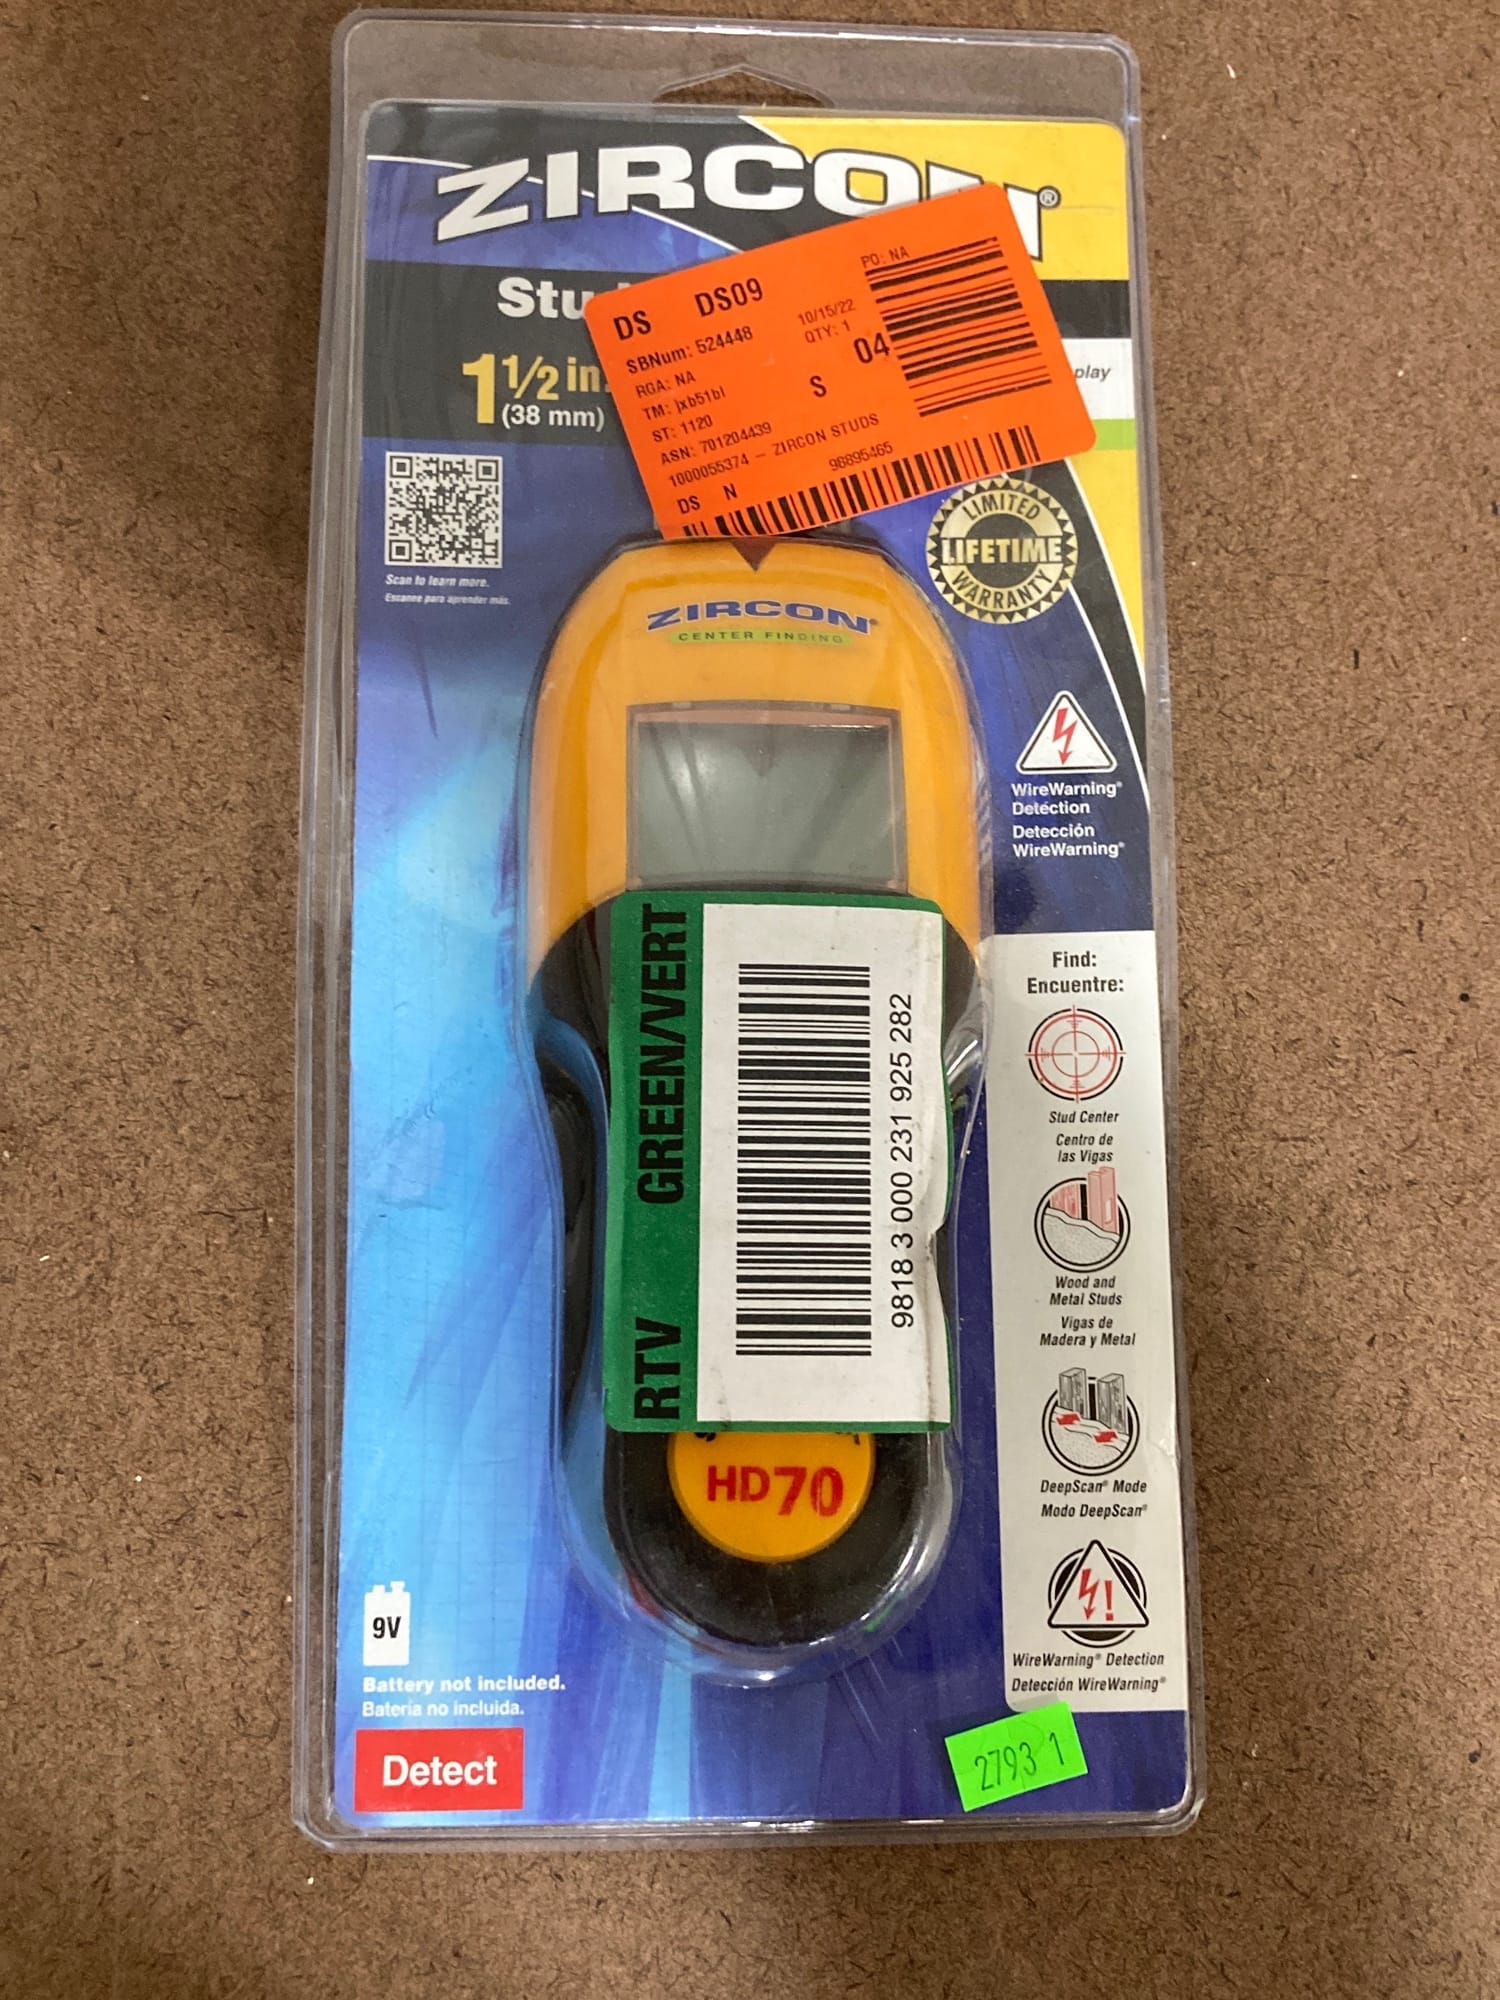 ZIRCON®
Stud
1 1/2 in.
(38 mm)
play
DS DS09
SBNum: 524448
RGA: NA
TM: jxb51bl
ST: 1120
ASN: 701204439
1000055374 - ZIRCON STUDS
DS N
98895465
10/15/22
QTY: 1
S 04
PO: NA
Scan to learn more.
Escanee para aprender más.
LIMITED
LIFETIME
WARRANTY
ZIRCON®
CENTER FINDING
WireWarning®
Detection
Detección
WireWarning®
RTV GREEN/VERT
9818 3 000 231 925 282
HD70
Find:
Encuentre:
Stud Center
Centro de
las Vigas
Wood and
Metal Studs
Vigas de
Madera y Metal
DeepScan® Mode
Modo DeepScan®
WireWarning® Detection
Detección WireWarning®
9V
Battery not included.
Batería no incluida.
Detect
2793 1